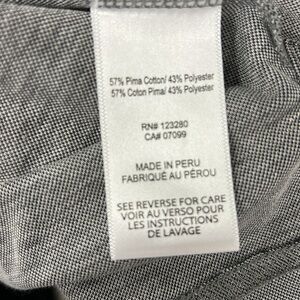 57% Pima Cotton/ 43% Polyester
57% Coton Pima/ 43% Polyester
RN# 123280
CA# 07099
MADE IN PERU
FABRIQUÉ AU PÉROU
SEE REVERSE FOR CARE
VOIR AU VERSO POUR
LES INSTRUCTIONS
DE LAVAGE